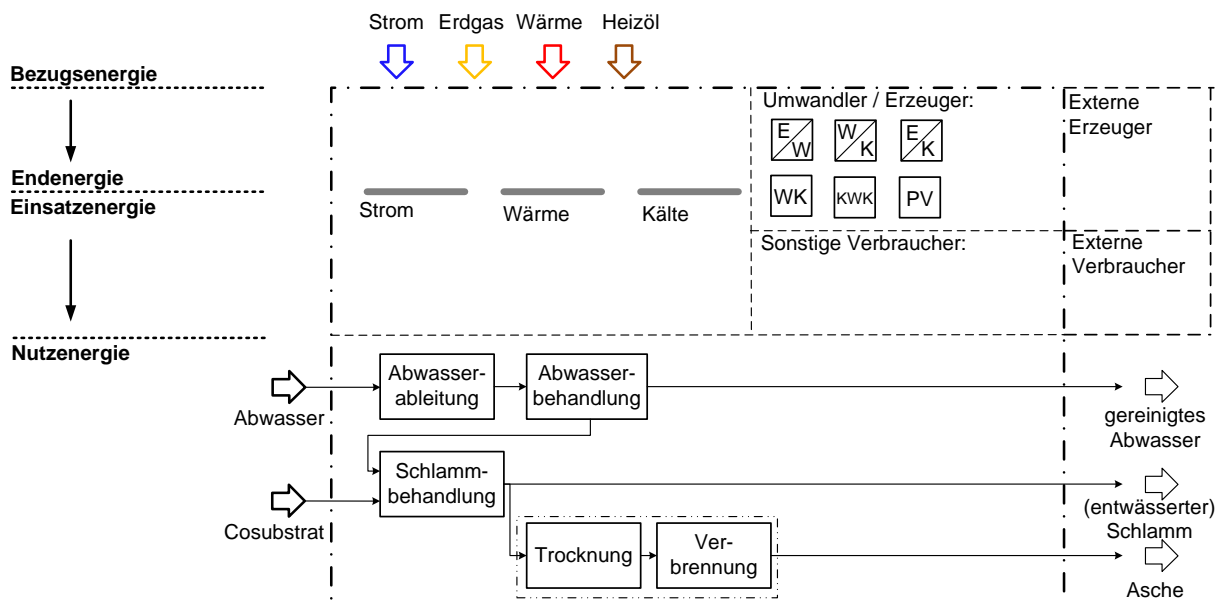 Strom Erdgas Wärme Heizöl
Bezugsenergie
Umwandler / Erzeuger:
Externe
Erzeuger
E/W W/K E/K
Endenergie
Einsatzenergie
WK KWK PV
Strom Wärme Kälte
Sonstige Verbraucher:
Externe
Verbraucher
Nutzenergie
Abwasser-
ableitung
Abwasser-
behandlung
Abwasser
gereinigtes
Abwasser
Schlamm-
behandlung
Cosubstrat
(entwässerter)
Schlamm
Trocknung
Ver-
brennung
Asche